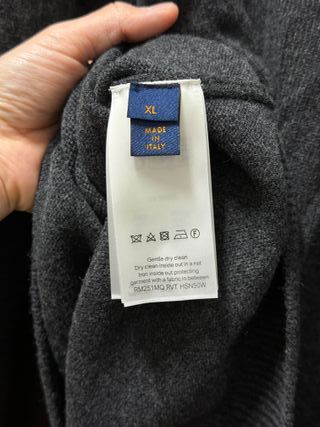 XL
MADE IN
ITALY
F
Gentle dry clean
Dry clean inside out in a net
Iron inside out protecting
garment with a fabric in between
RM251MQ RVT HSN50W